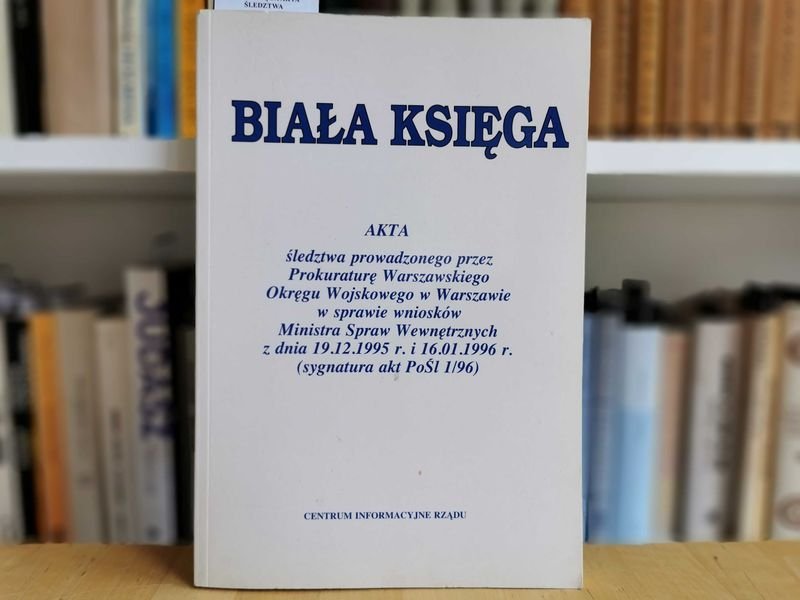 ŚLEDZTWA
BIAŁA KSIĘGA
AKTA
śledztwa prowadzonego przez
Prokuraturę Warszawskiego
Okręgu Wojskowego w Warszawie
w sprawie wniosków
Ministra Spraw Wewnętrznych
z dnia 19.12.1995 r. i 16.01.1996 r.
(sygnatura akt PoŚl 1/96)
CENTRUM INFORMACYJNE RZĄDU